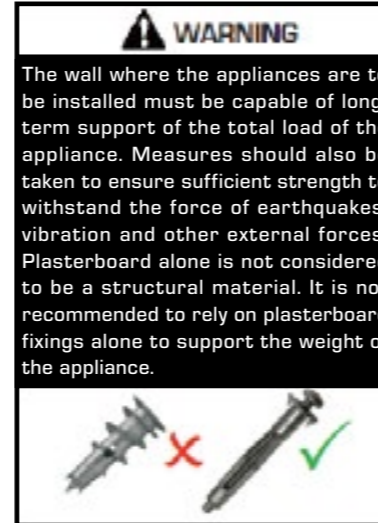 WARNING
The wall where the appliances are t
be installed must be capable of long
term support of the total load of th
appliance. Measures should also b
taken to ensure sufficient strength t
withstand the force of earthquakes
vibration and other external forces
Plasterboard alone is not considere
to be a structural material. It is no
recommended to rely on plasterboard
fixings alone to support the weight o
the appliance.